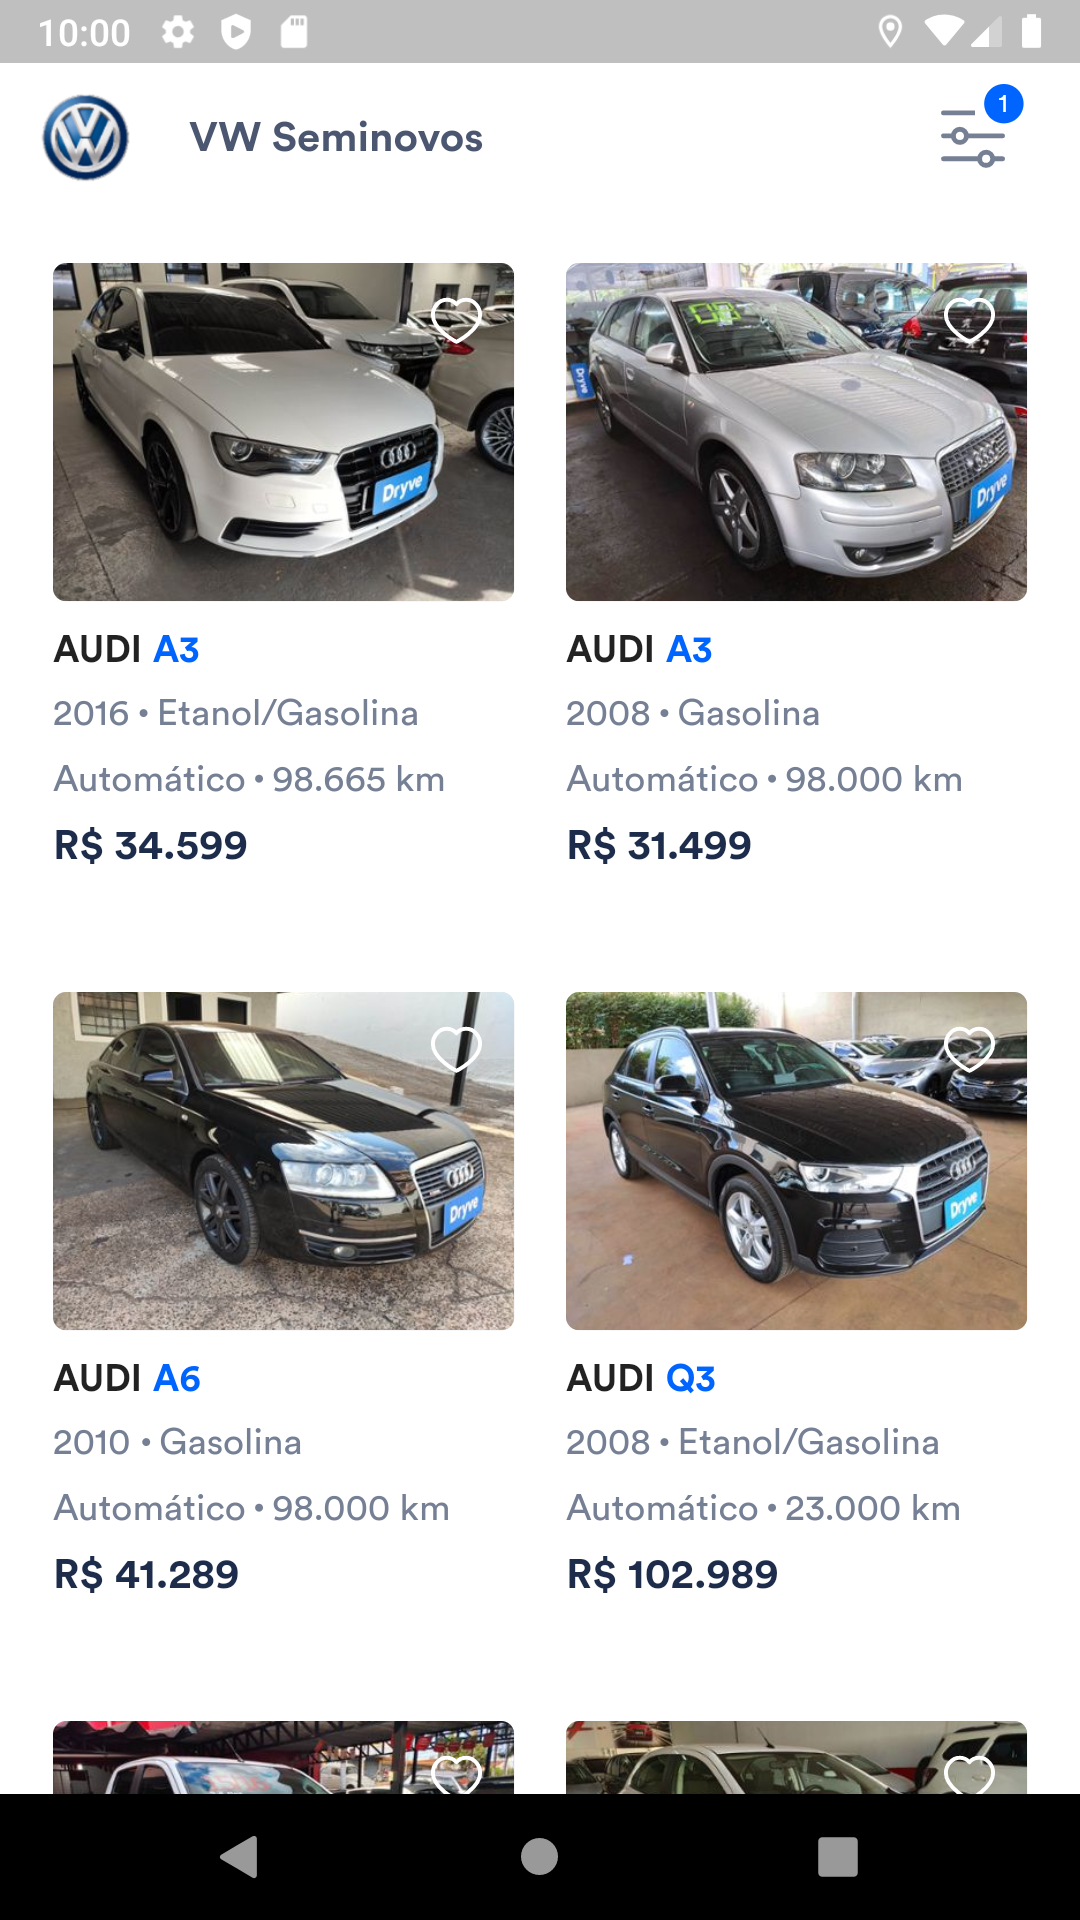 10:00
VW Seminovos
1
08
Dryve
Dryve
Dryve
AUDI A3
AUDI A3
2016 • Etanol/Gasolina
2008 • Gasolina
Automático • 98.665 km
Automático • 98.000 km
R$ 34.599
R$ 31.499
Dryve
Dryve
AUDI A6
AUDI Q3
2010 • Gasolina
2008 • Etanol/Gasolina
Automático • 98.000 km
Automático • 23.000 km
R$ 41.289
R$ 102.989